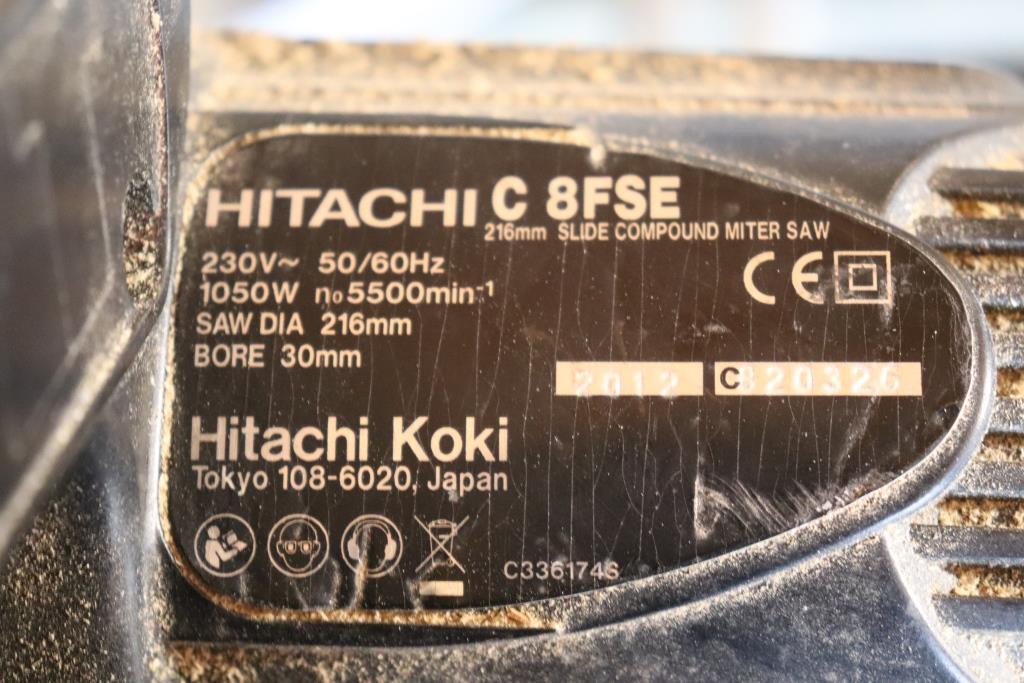 HITACHI C 8FSE
216mm SLIDE COMPOUND MITER SAW
230V~ 50/60Hz
1050W no5500min-1
SAW DIA 216mm
BORE 30mm
2012 C820326
Hitachi Koki
Tokyo 108-6020, Japan
CE
C336174S